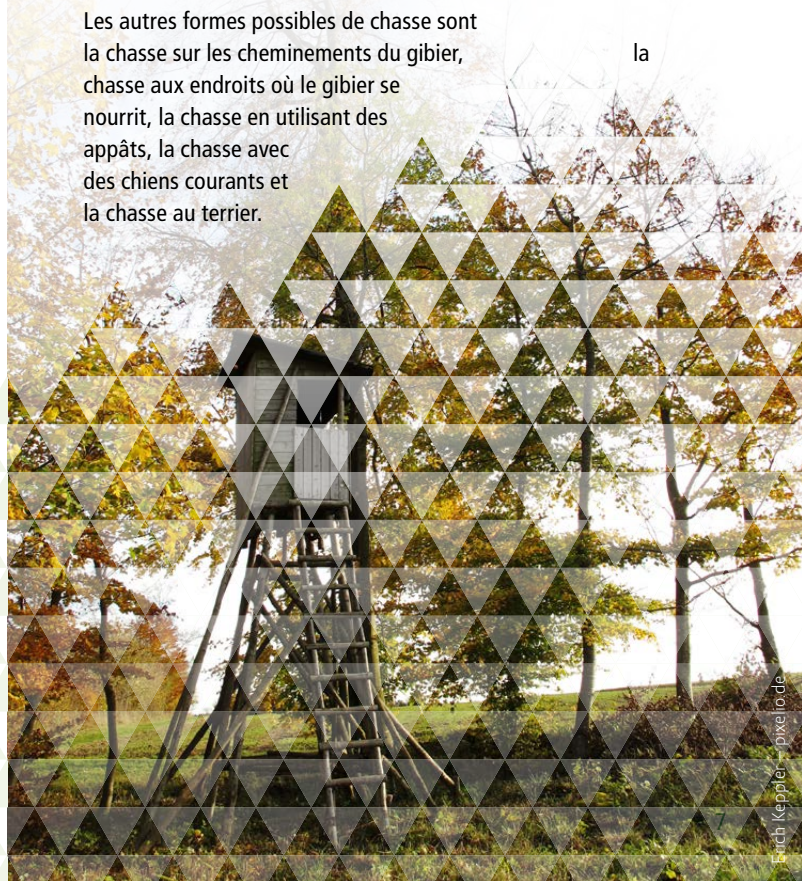 Les autres formes possibles de chasse sont
la chasse sur les cheminements du gibier, la
chasse aux endroits où le gibier se
nourrit, la chasse en utilisant des
appâts, la chasse avec
des chiens courants et
la chasse au terrier.
Erich Keppler - pixelio.de
7